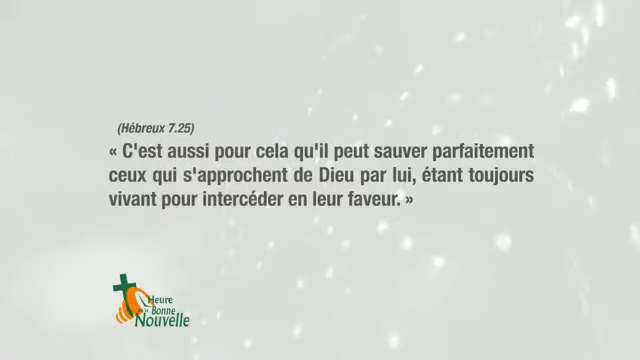 (Hébreux 7.25)
« C'est aussi pour cela qu'il peut sauver parfaitement
ceux qui s'approchent de Dieu par lui, étant toujours
vivant pour intercéder en leur faveur. »
Heure
la Bonne
Nouvelle